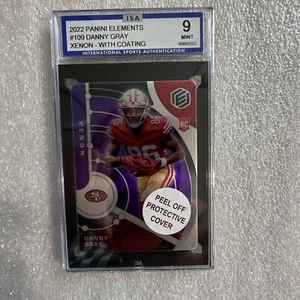 ISA
2022 PANINI ELEMENTS
#109 DANNY GRAY
XENON - WITH COATING
9
MINT
INTERNATIONAL SPORTS AUTHENTICATION
XENON
86
RC
PEEL OFF
PROTECTIVE
COVER
DANNY
GRAY